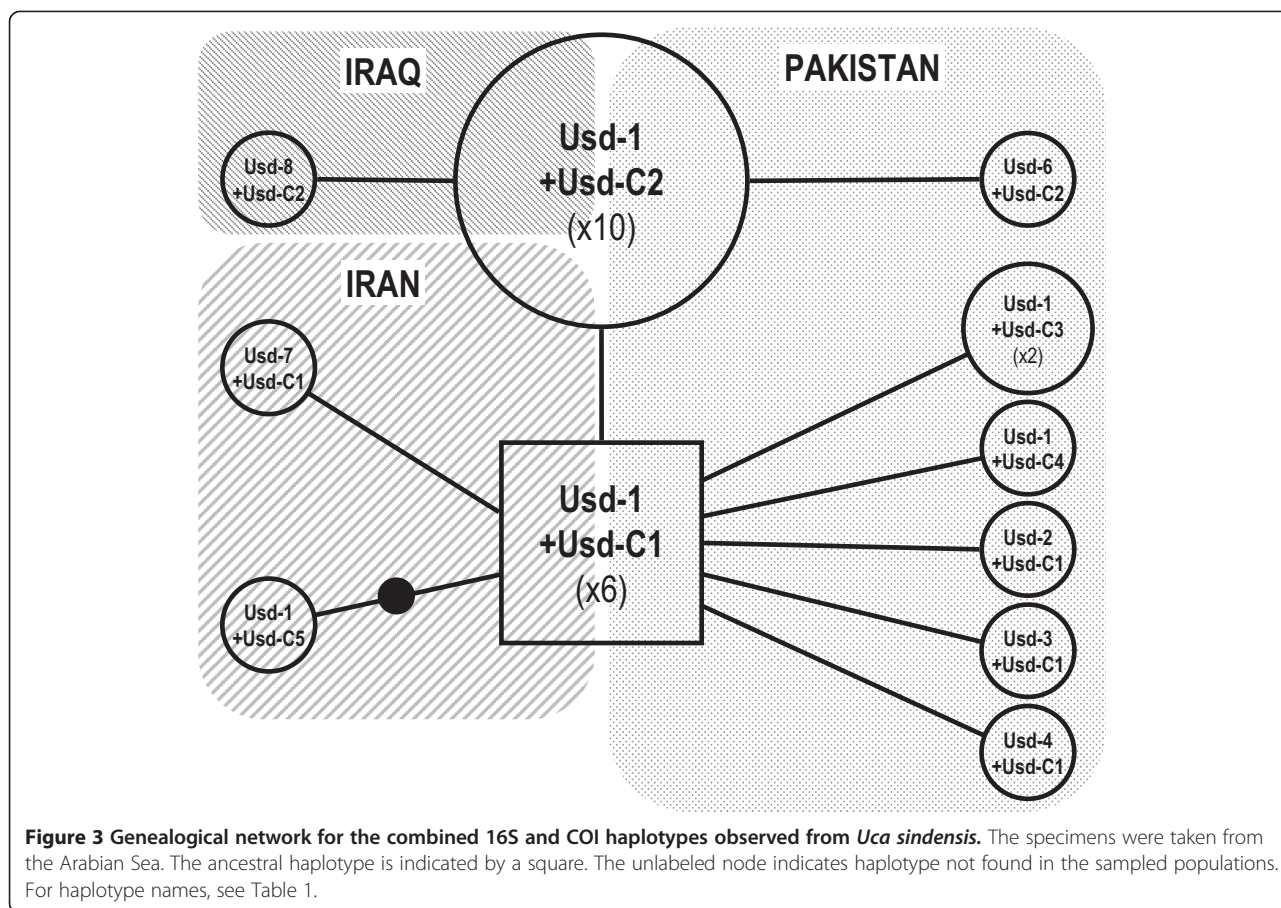 IRAQ
PAKISTAN
Usd-1
+Usd-C2
(x10)
Usd-8
+Usd-C2
Usd-6
+Usd-C2
IRAN
Usd-7
+Usd-C1
Usd-1
+Usd-C3
(x2)
Usd-1
+Usd-C4
Usd-1
+Usd-C1
(x6)
Usd-2
+Usd-C1
Usd-1
+Usd-C5
Usd-3
+Usd-C1
Usd-4
+Usd-C1
Figure 3 Genealogical network for the combined 16S and COI haplotypes observed from Uca sindensis. The specimens were taken from
the Arabian Sea. The ancestral haplotype is indicated by a square. The unlabeled node indicates haplotype not found in the sampled populations.
For haplotype names, see Table 1.